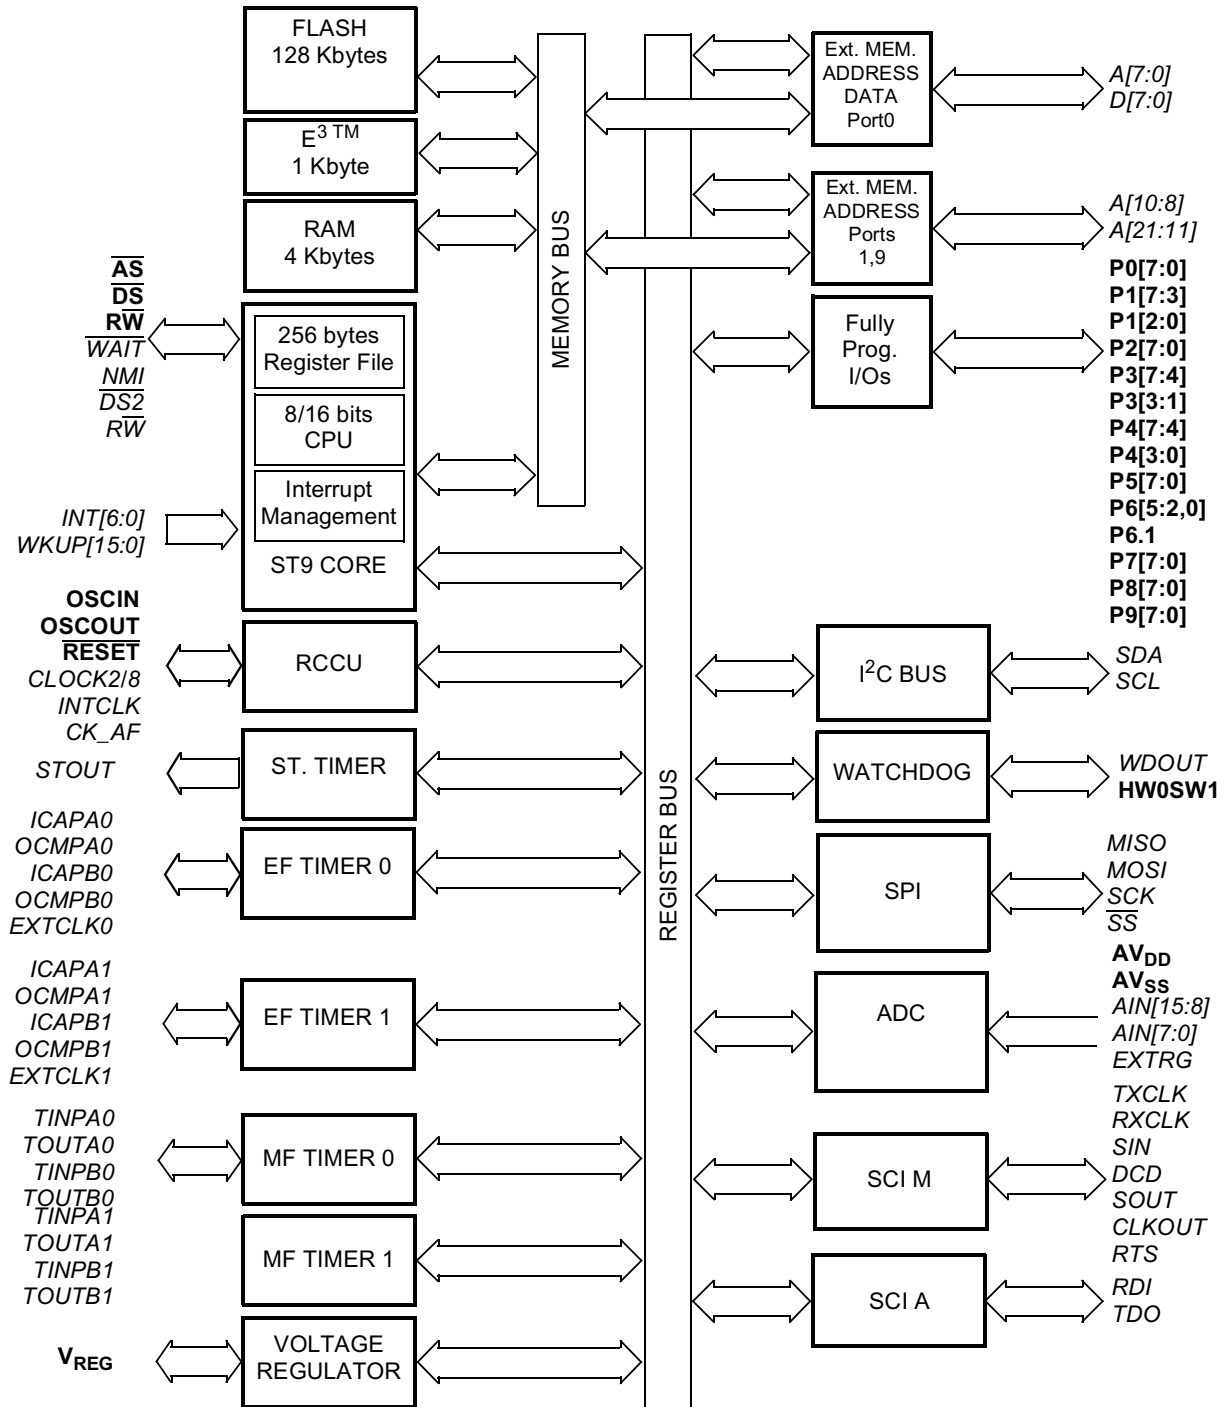 FLASH
128 Kbytes
E3 TM
1 Kbyte
RAM
4 Kbytes
AS
DS
RW
WAIT
NMI
DS2
RW
256 bytes
Register File
8/16 bits
CPU
Interrupt
Management
ST9 CORE
INT[6:0]
WKUP[15:0]
OSCIN
OSCOUT
RESET
CLOCK2/8
INTCLK
CK_AF
RCCU
STOUT
ST. TIMER
ICAPA0
OCMPA0
ICAPB0
OCMPB0
EXTCLK0
EF TIMER 0
ICAPA1
OCMPA1
ICAPB1
OCMPB1
EXTCLK1
EF TIMER 1
TINPA0
TOUTA0
TINPB0
TOUTB0
MF TIMER 0
TINPA1
TOUTA1
TINPB1
TOUTB1
MF TIMER 1
VREG
VOLTAGE
REGULATOR
MEMORY BUS
REGISTER BUS
Ext. MEM.
ADDRESS
DATA
Port0
A[7:0]
D[7:0]
Ext. MEM.
ADDRESS
Ports
1,9
A[10:8]
A[21:11]
Fully
Prog.
I/Os
P0[7:0]
P1[7:3]
P1[2:0]
P2[7:0]
P3[7:4]
P3[3:1]
P4[7:4]
P4[3:0]
P5[7:0]
P6[5:2,0]
P6.1
P7[7:0]
P8[7:0]
P9[7:0]
I2C BUS
SDA
SCL
WATCHDOG
WDOUT
HW0SW1
SPI
MISO
MOSI
SCK
SS
ADC
AVDD
AVSS
AIN[15:8]
AIN[7:0]
EXTRG
SCI M
TXCLK
RXCLK
SIN
DCD
SOUT
CLKOUT
RTS
SCI A
RDI
TDO